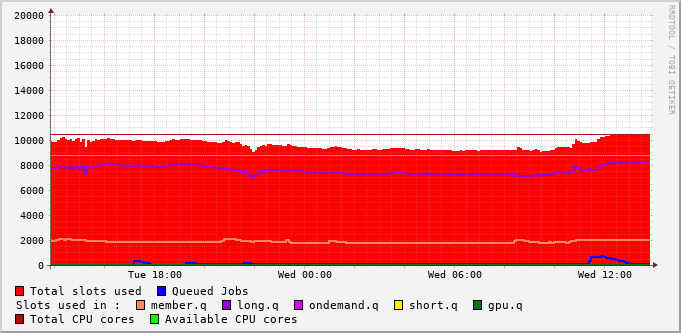 RRDTOOL / TOBI OETIKER
20000
18000
16000
14000
12000
10000
8000
6000
4000
2000
0
Tue 18:00 Wed 00:00 Wed 06:00 Wed 12:00
Total slots used Queued Jobs
Slots used in : member.q long.q ondemand.q short.q gpu.q
Total CPU cores Available CPU cores